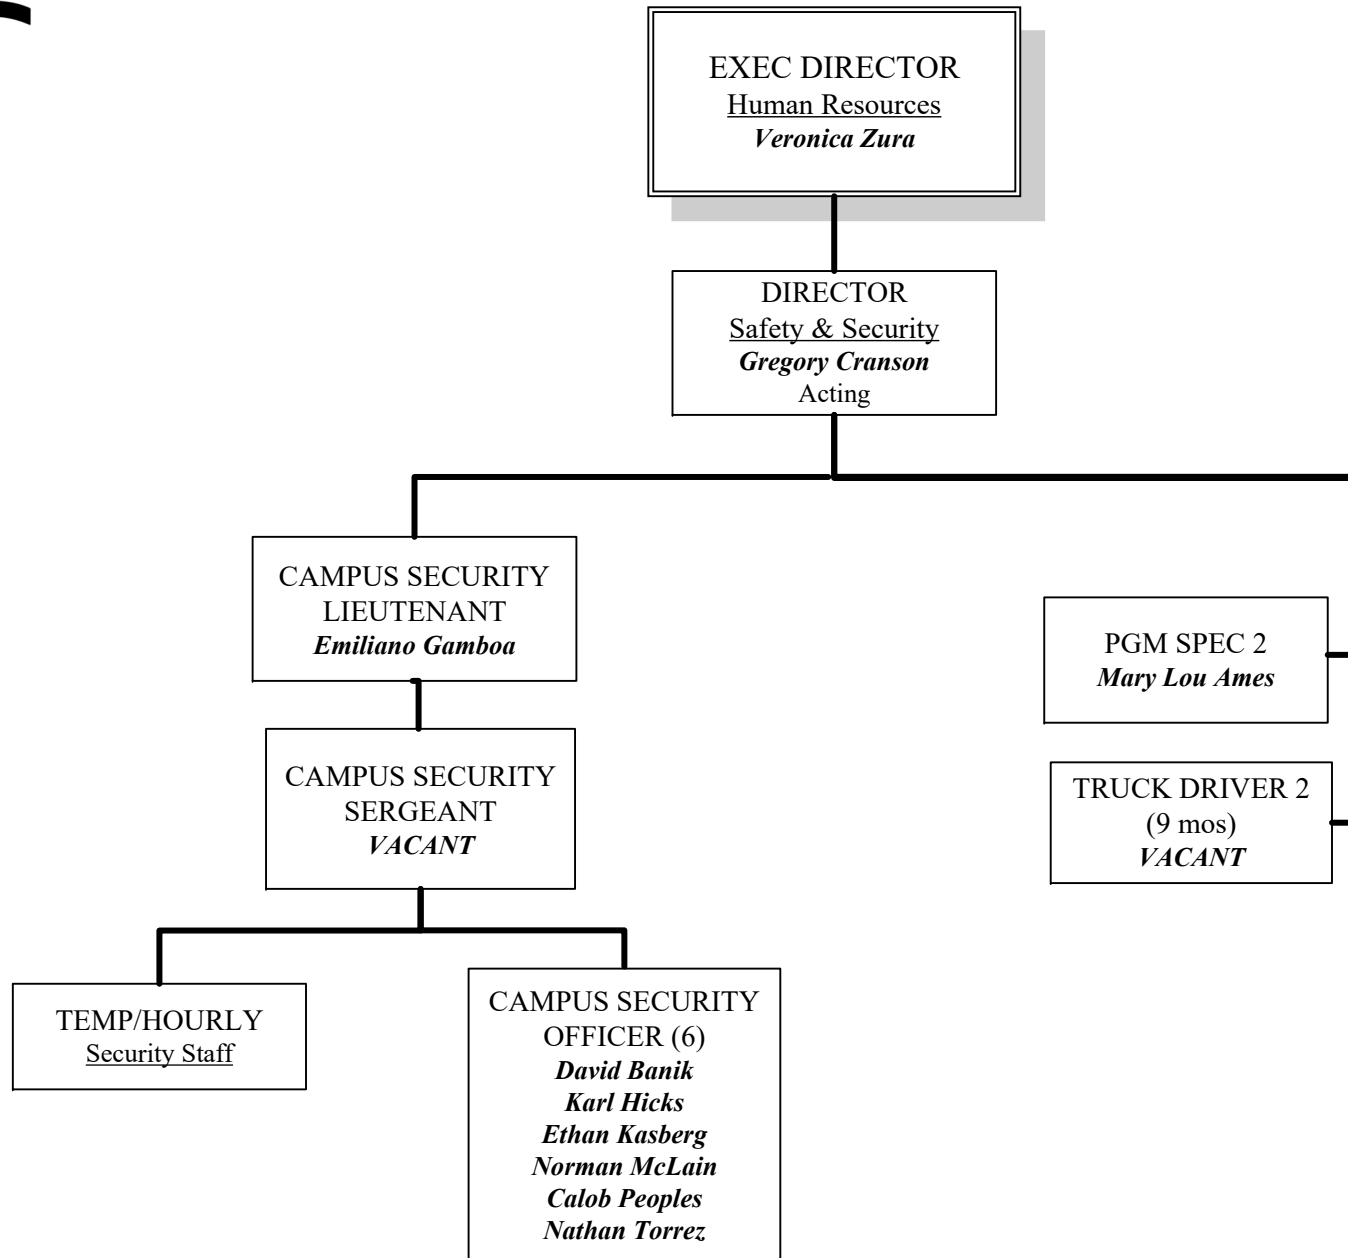 EXEC DIRECTOR
Human Resources
Veronica Zura
DIRECTOR
Safety & Security
Gregory Cranson
Acting
CAMPUS SECURITY
LIEUTENANT
Emiliano Gamboa
PGM SPEC 2
Mary Lou Ames
CAMPUS SECURITY
SERGEANT
VACANT
TRUCK DRIVER 2
(9 mos)
VACANT
TEMP/HOURLY
Security Staff
CAMPUS SECURITY
OFFICER (6)
David Banik
Karl Hicks
Ethan Kasberg
Norman McLain
Calob Peoples
Nathan Torrez